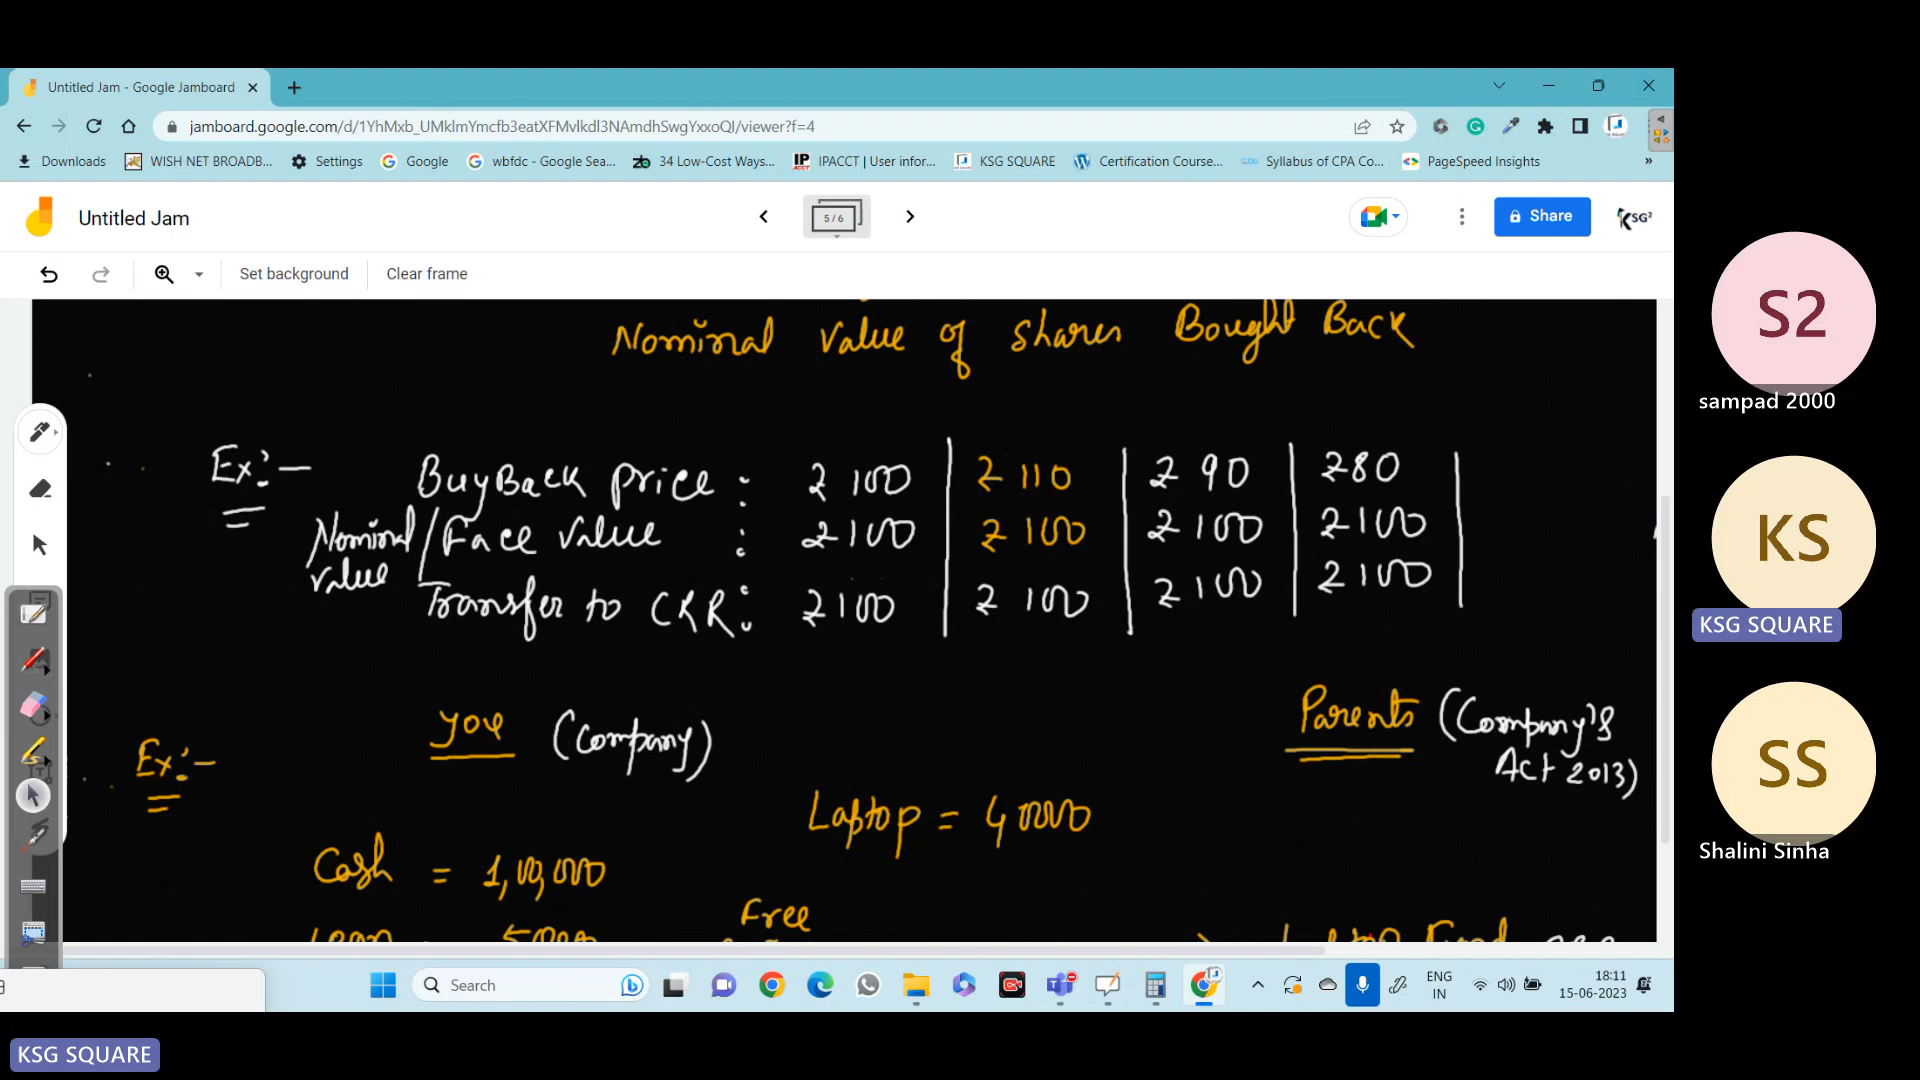 Untitled Jam - Google Jamboard
jamboard.google.com/d/1YhMxb_UMklmYmcfb3eatXFMvlkdl3NAmdhSwgYxxoQI/viewer?f=4
Downloads WISH NET BROADB... Settings Google wbfdc - Google Sea... 34 Low-Cost Ways... IPACCT | User infor... KSG SQUARE Certification Course... Syllabus of CPA Co... PageSpeed Insights »
Untitled Jam 5 / 6 Share KSG²
Set background Clear frame
Nominal Value of Shares Bought Back
Ex:- BuyBack price : ₹ 100 ₹ 110 ₹ 90 ₹80
Nominal value / Face value : ₹100 ₹ 100 ₹ 100 ₹100
Transfer to CRR: ₹100 ₹ 100 ₹100 ₹100
Ex:- you (Company) Parents (Company's Act 2013)
Laptop = 40000
Cash = 1,00,000
Free
S2
sampad 2000
KS
KSG SQUARE
SS
Shalini Sinha
Search
ENG
IN
18:11
15-06-2023
KSG SQUARE